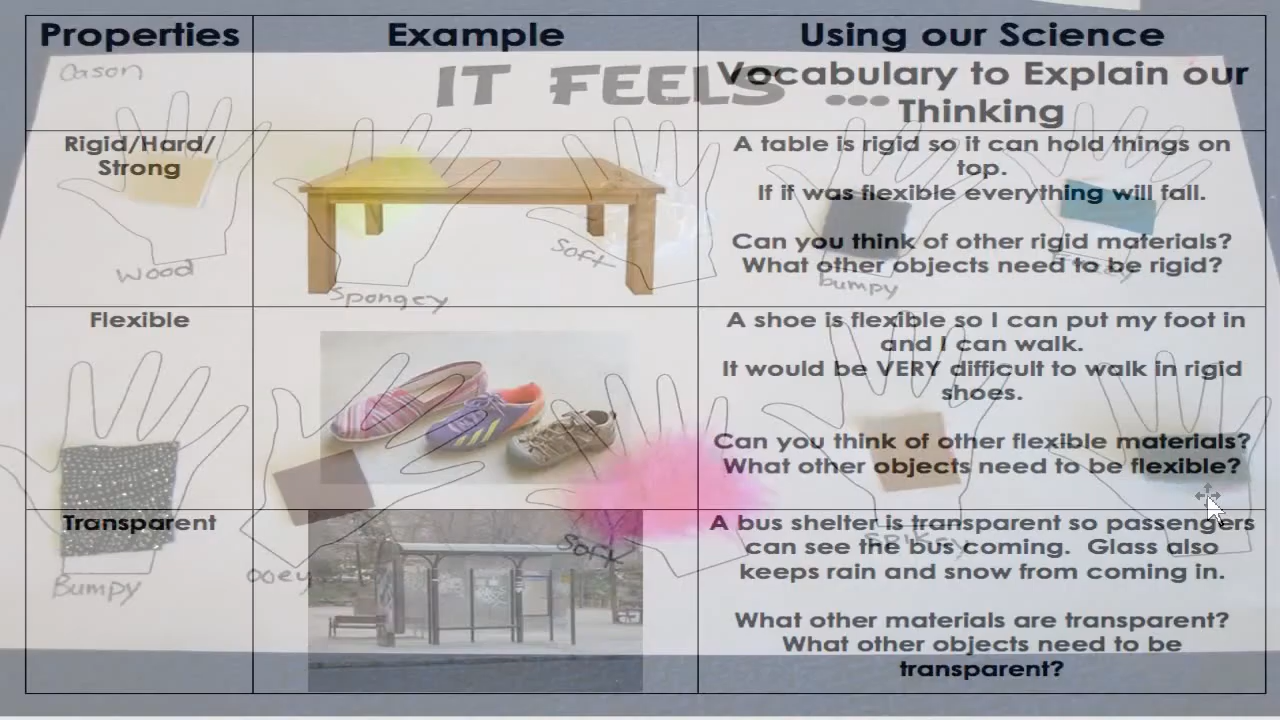 Properties
Example
Using our Science
Vocabulary to Explain our
Thinking
Cason
IT FEELS ...
Rigid/Hard/
Strong
A table is rigid so it can hold things on
top.
If if was flexible everything will fall.
Can you think of other rigid materials?
What other objects need to be rigid?
Wood
Spongey
Soft
bumpy
Flexible
A shoe is flexible so I can put my foot in
and I can walk.
It would be VERY difficult to walk in rigid
shoes.
Can you think of other flexible materials?
What other objects need to be flexible?
Bumpy
ooey
Soft
Spikey
Transparent
A bus shelter is transparent so passengers
can see the bus coming. Glass also
keeps rain and snow from coming in.
What other materials are transparent?
What other objects need to be
transparent?